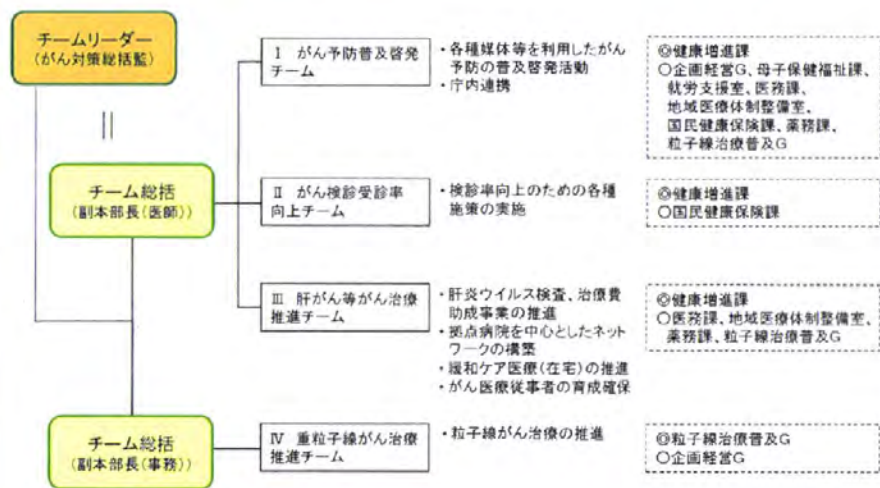 チームリーダー
(がん対策総括監)
||
チーム総括
(副本部長(医師))
チーム総括
(副本部長(事務))
Ⅰ がん予防普及啓発
チーム
・各種媒体等を利用したがん
予防の普及啓発活動
・庁内連携
◎健康増進課
○企画経営G、母子保健福祉課、
就労支援室、医務課、
地域医療体制整備室、
国民健康保険課、薬務課、
粒子線治療普及G
Ⅱ がん検診受診率
向上チーム
・検診率向上のための各種
施策の実施
◎健康増進課
○国民健康保険課
Ⅲ 肝がん等がん治療
推進チーム
・肝炎ウイルス検査、治療費
助成事業の推進
・拠点病院を中心としたネット
ワークの構築
・緩和ケア医療(在宅)の推進
・がん医療従事者の育成確保
◎健康増進課
○医務課、地域医療体制整備室、
薬務課、粒子線治療普及G
Ⅳ 重粒子線がん治療
推進チーム
・粒子線がん治療の推進
◎粒子線治療普及G
○企画経営G